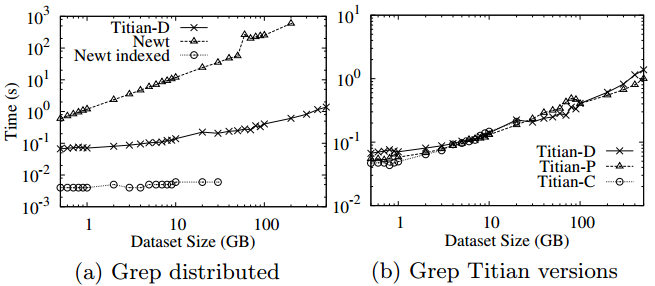 10³
10²
10¹
10⁰
10⁻¹
10⁻²
10⁻³
Time (s)
Titian-D
Newt
Newt indexed
1
10
100
Dataset Size (GB)
(a) Grep distributed
10¹
10⁰
10⁻¹
10⁻²
Titian-D
Titian-P
Titian-C
1
10
100
Dataset Size (GB)
(b) Grep Titian versions